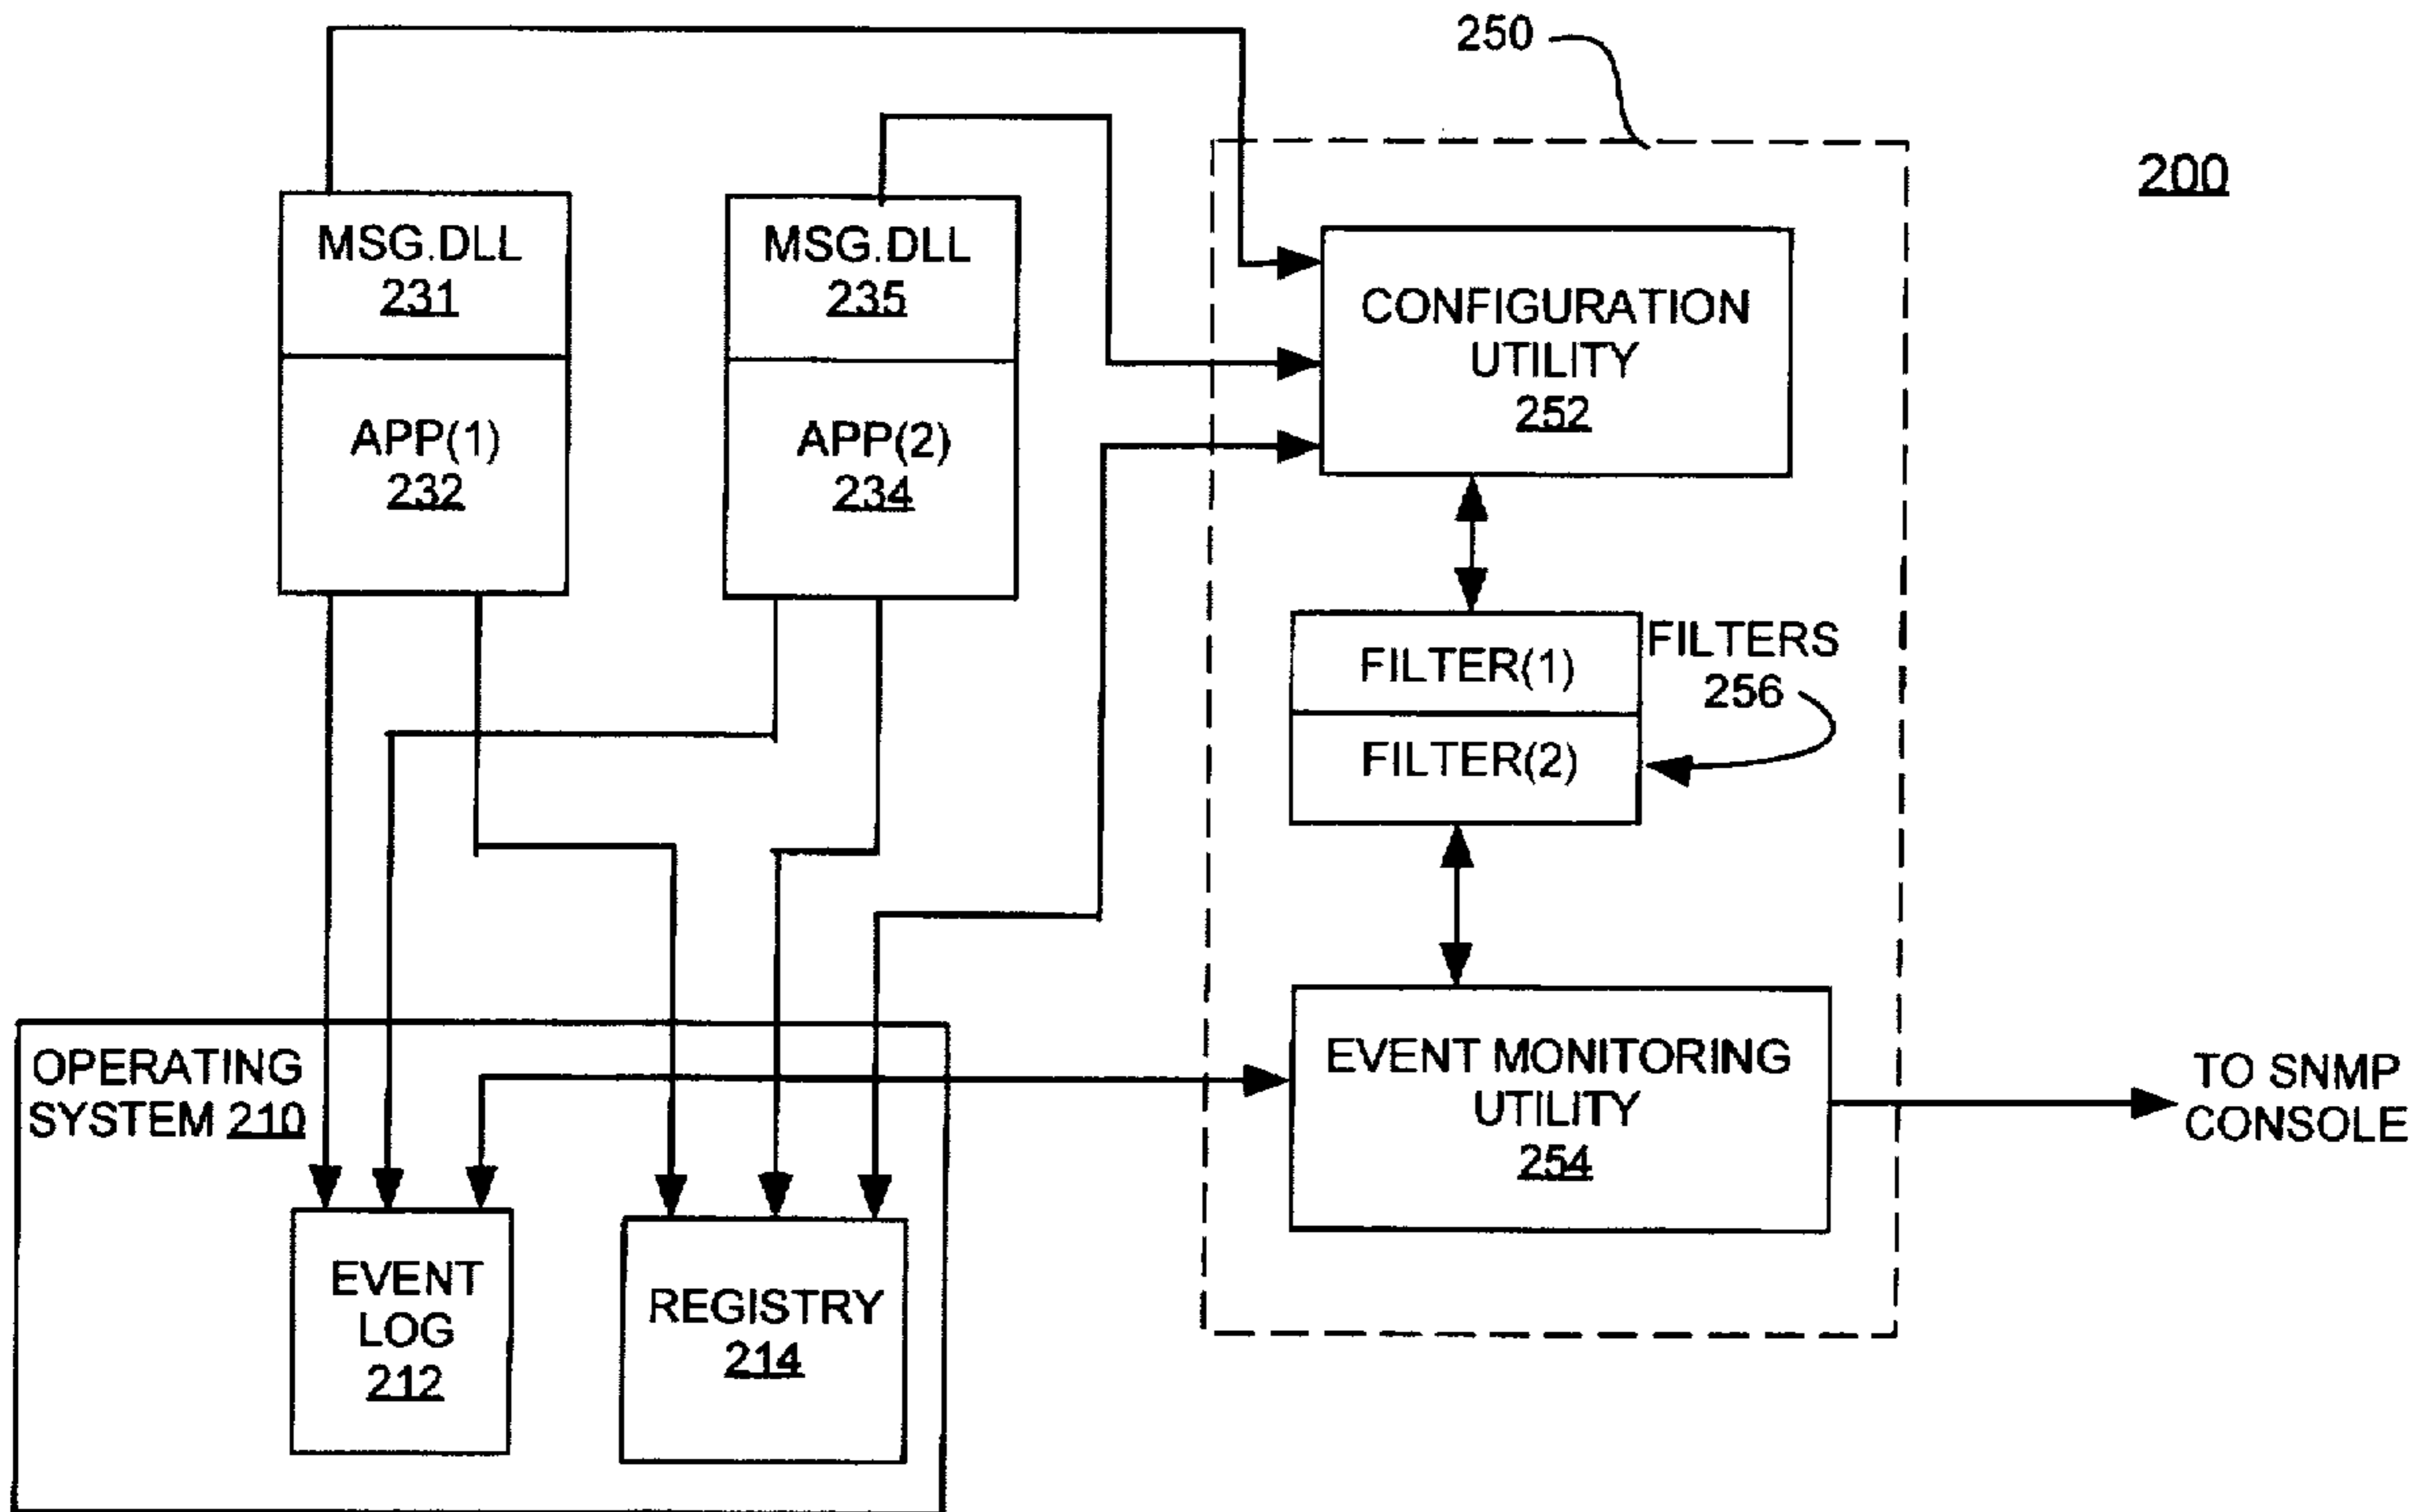 250
200
MSG.DLL
231
APP(1)
232
MSG.DLL
235
APP(2)
234
CONFIGURATION
UTILITY
252
FILTER(1)
FILTER(2)
FILTERS
256
OPERATING
SYSTEM 210
EVENT MONITORING
UTILITY
254
TO SNMP
CONSOLE
EVENT
LOG
212
REGISTRY
214